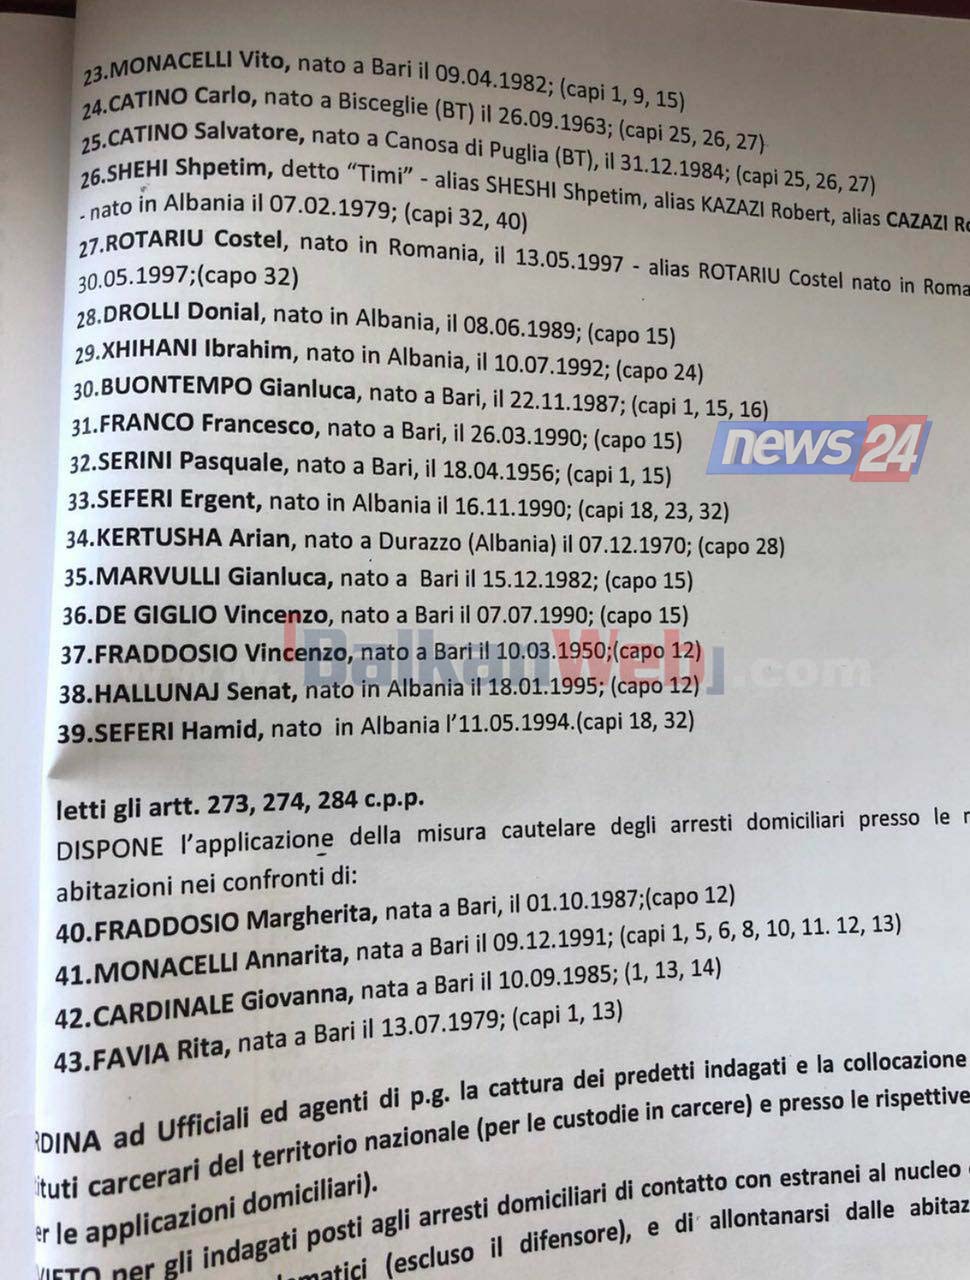 23.MONACELLI Vito, nato a Bari il 09.04.1982; (capi 1, 9, 15)
24.CATINO Carlo, nato a Bisceglie (BT) il 26.09.1963; (capi 25, 26, 27)
25.CATINO Salvatore, nato a Canosa di Puglia (BT), il 31.12.1984; (capi 25, 26, 27)
26.SHEHI Shpetim, detto “Timi” - alias SHESHI Shpetim, alias KAZAZI Robert, alias CAZAZI
- nato in Albania il 07.02.1979; (capi 32, 40)
27.ROTARIU Costel, nato in Romania, il 13.05.1997 - alias ROTARIU Costel nato in
30.05.1997;(capo 32)
28.DROLLI Donial, nato in Albania, il 08.06.1989; (capo 15)
29.XHIHANI Ibrahim, nato in Albania, il 10.07.1992; (capo 24)
30.BUONTEMPO Gianluca, nato a Bari, il 22.11.1987; (capi 1, 15, 16)
31.FRANCO Francesco, nato a Bari, il 26.03.1990; (capo 15)
news 24
32.SERINI Pasquale, nato a Bari, il 18.04.1956; (capi 1, 15)
33.SEFERI Ergent, nato in Albania il 16.11.1990; (capi 18, 23, 32)
34.KERTUSHA Arian, nato a Durazzo (Albania) il 07.12.1970; (capo 28)
35.MARVULLI Gianluca, nato a Bari il 15.12.1982; (capo 15)
36.DE GIGLIO Vincenzo, nato a Bari il 07.07.1990; (capo 15)
37.FRADDOSIO Vincenzo, nato a Bari il 10.03.1950;(capo 12)
BalkanWeb.com
38.HALLUNAJ Senat, nato in Albania il 18.01.1995; (capo 12)
39.SEFERI Hamid, nato in Albania l’11.05.1994.(capi 18, 32)
letti gli artt. 273, 274, 284 c.p.p.
DISPONE l’applicazione della misura cautelare degli arresti domiciliari presso le
abitazioni nei confronti di:
40.FRADDOSIO Margherita, nata a Bari, il 01.10.1987;(capo 12)
41.MONACELLI Annarita, nata a Bari il 09.12.1991; (capi 1, 5, 6, 8, 10, 11. 12, 13)
42.CARDINALE Giovanna, nata a Bari il 10.09.1985; (1, 13, 14)
43.FAVIA Rita, nata a Bari il 13.07.1979; (capi 1, 13)
RDINA ad Ufficiali ed agenti di p.g. la cattura dei predetti indagati e la collocazione
ituti carcerari del territorio nazionale (per le custodie in carcere) e presso le rispettive
er le applicazioni domiciliari).
VIETO per gli indagati posti agli arresti domiciliari di contatto con estranei al nucleo
(escluso il difensore), e di allontanarsi dalle